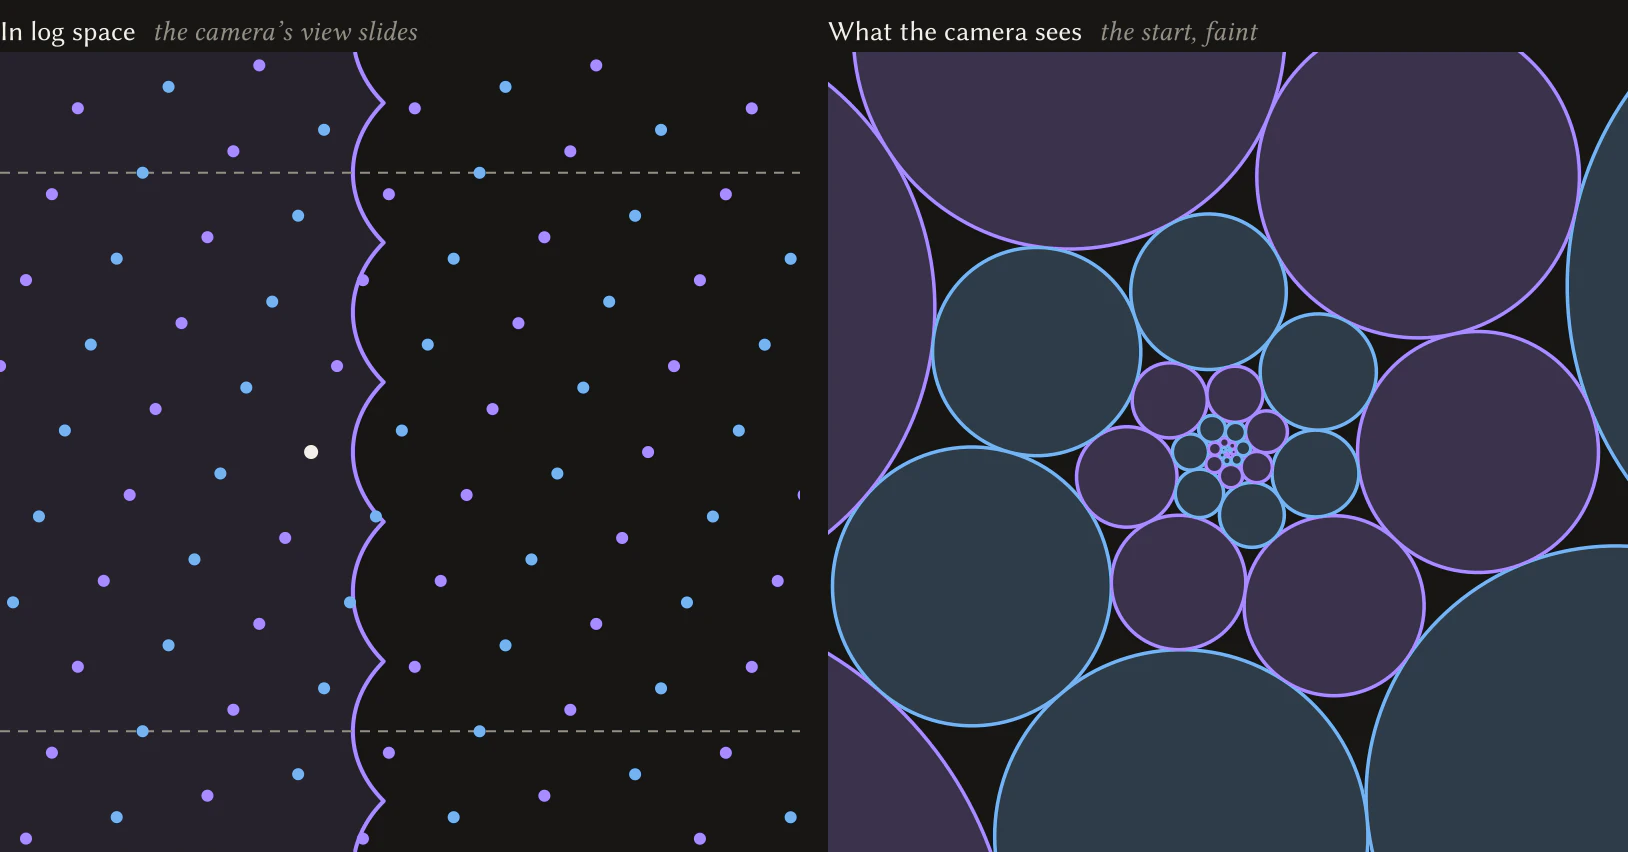 In log space the camera’s view slides
What the camera sees the start, faint